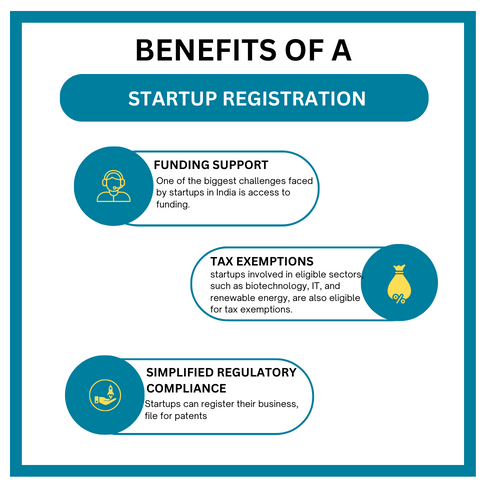 BENEFITS OF A
STARTUP REGISTRATION
FUNDING SUPPORT
One of the biggest challenges faced
by startups in India is access to
funding.
TAX EXEMPTIONS
startups involved in eligible sectors
such as biotechnology, IT, and
renewable energy, are also eligible
for tax exemptions.
%
SIMPLIFIED REGULATORY
COMPLIANCE
Startups can register their business,
file for patents